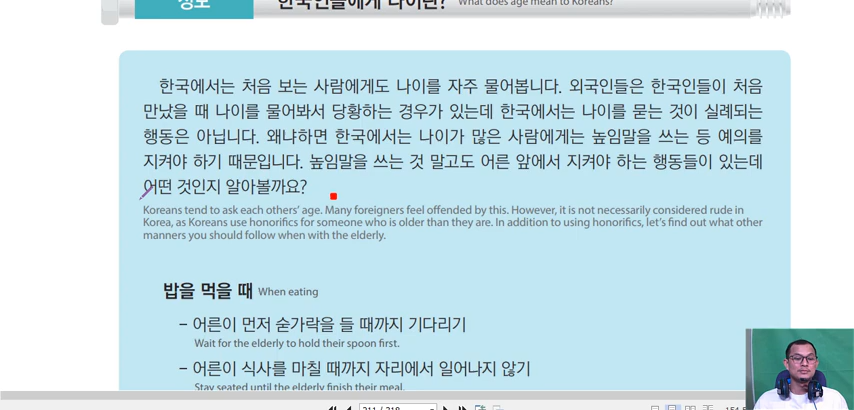 정보
한국인들에게 나이란? What does age mean to Koreans?
한국에서는 처음 보는 사람에게도 나이를 자주 물어봅니다. 외국인들은 한국인들이 처음
만났을 때 나이를 물어봐서 당황하는 경우가 있는데 한국에서는 나이를 묻는 것이 실례되는
행동은 아닙니다. 왜냐하면 한국에서는 나이가 많은 사람에게는 높임말을 쓰는 등 예의를
지켜야 하기 때문입니다. 높임말을 쓰는 것 말고도 어른 앞에서 지켜야 하는 행동들이 있는데
어떤 것인지 알아볼까요?
Koreans tend to ask each others’ age. Many foreigners feel offended by this. However, it is not necessarily considered rude in
Korea, as Koreans use honorifics for someone who is older than they are. In addition to using honorifics, let’s find out what other
manners you should follow when with the elderly.
밥을 먹을 때 When eating
– 어른이 먼저 숟가락을 들 때까지 기다리기
Wait for the elderly to hold their spoon first.
– 어른이 식사를 마칠 때까지 자리에서 일어나지 않기
Stay seated until the elderly finish their meal.
211 / 218